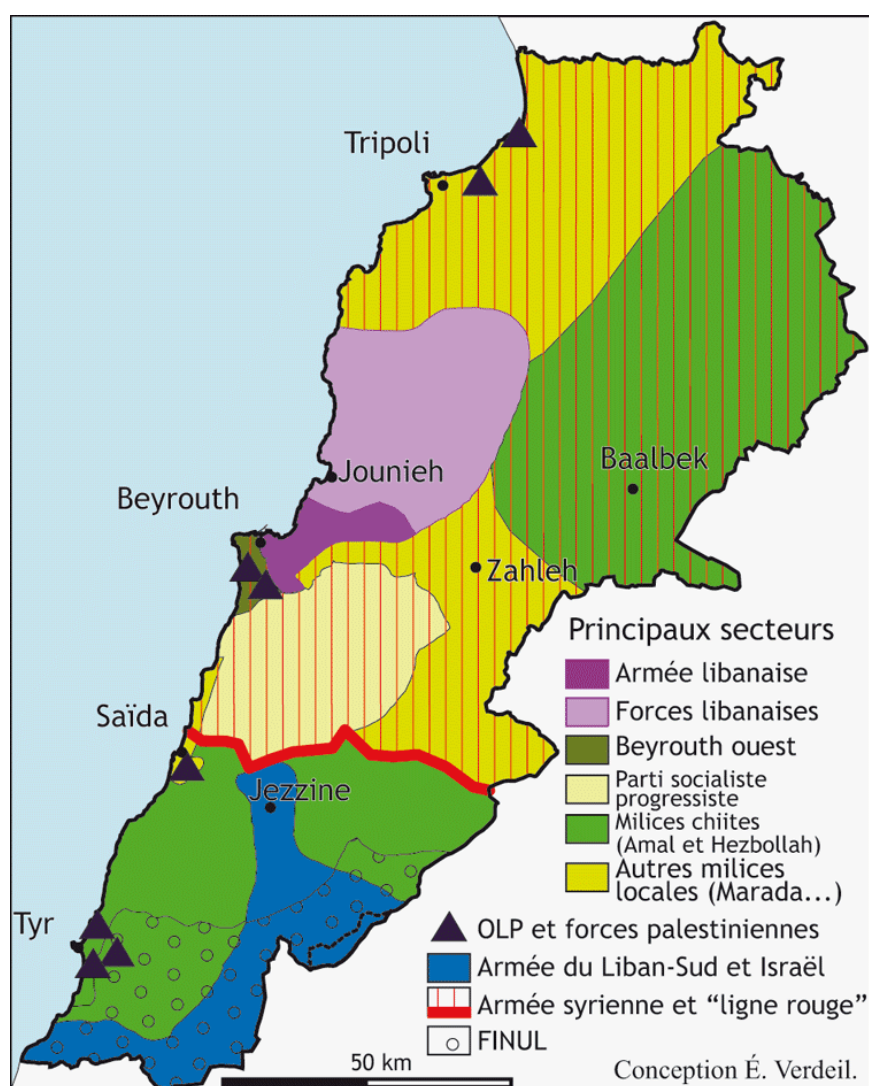 Tripoli
Jounieh
Baalbek
Beyrouth
Zahleh
Saïda
Jezzine
Tyr
Principaux secteurs
Armée libanaise
Forces libanaises
Beyrouth ouest
Parti socialiste
progressiste
Milices chiites
(Amal et Hezbollah)
Autres milices
locales (Marada...)
OLP et forces palestiniennes
Armée du Liban-Sud et Israël
Armée syrienne et “ligne rouge”
FINUL
50 km
Conception É. Verdeil.